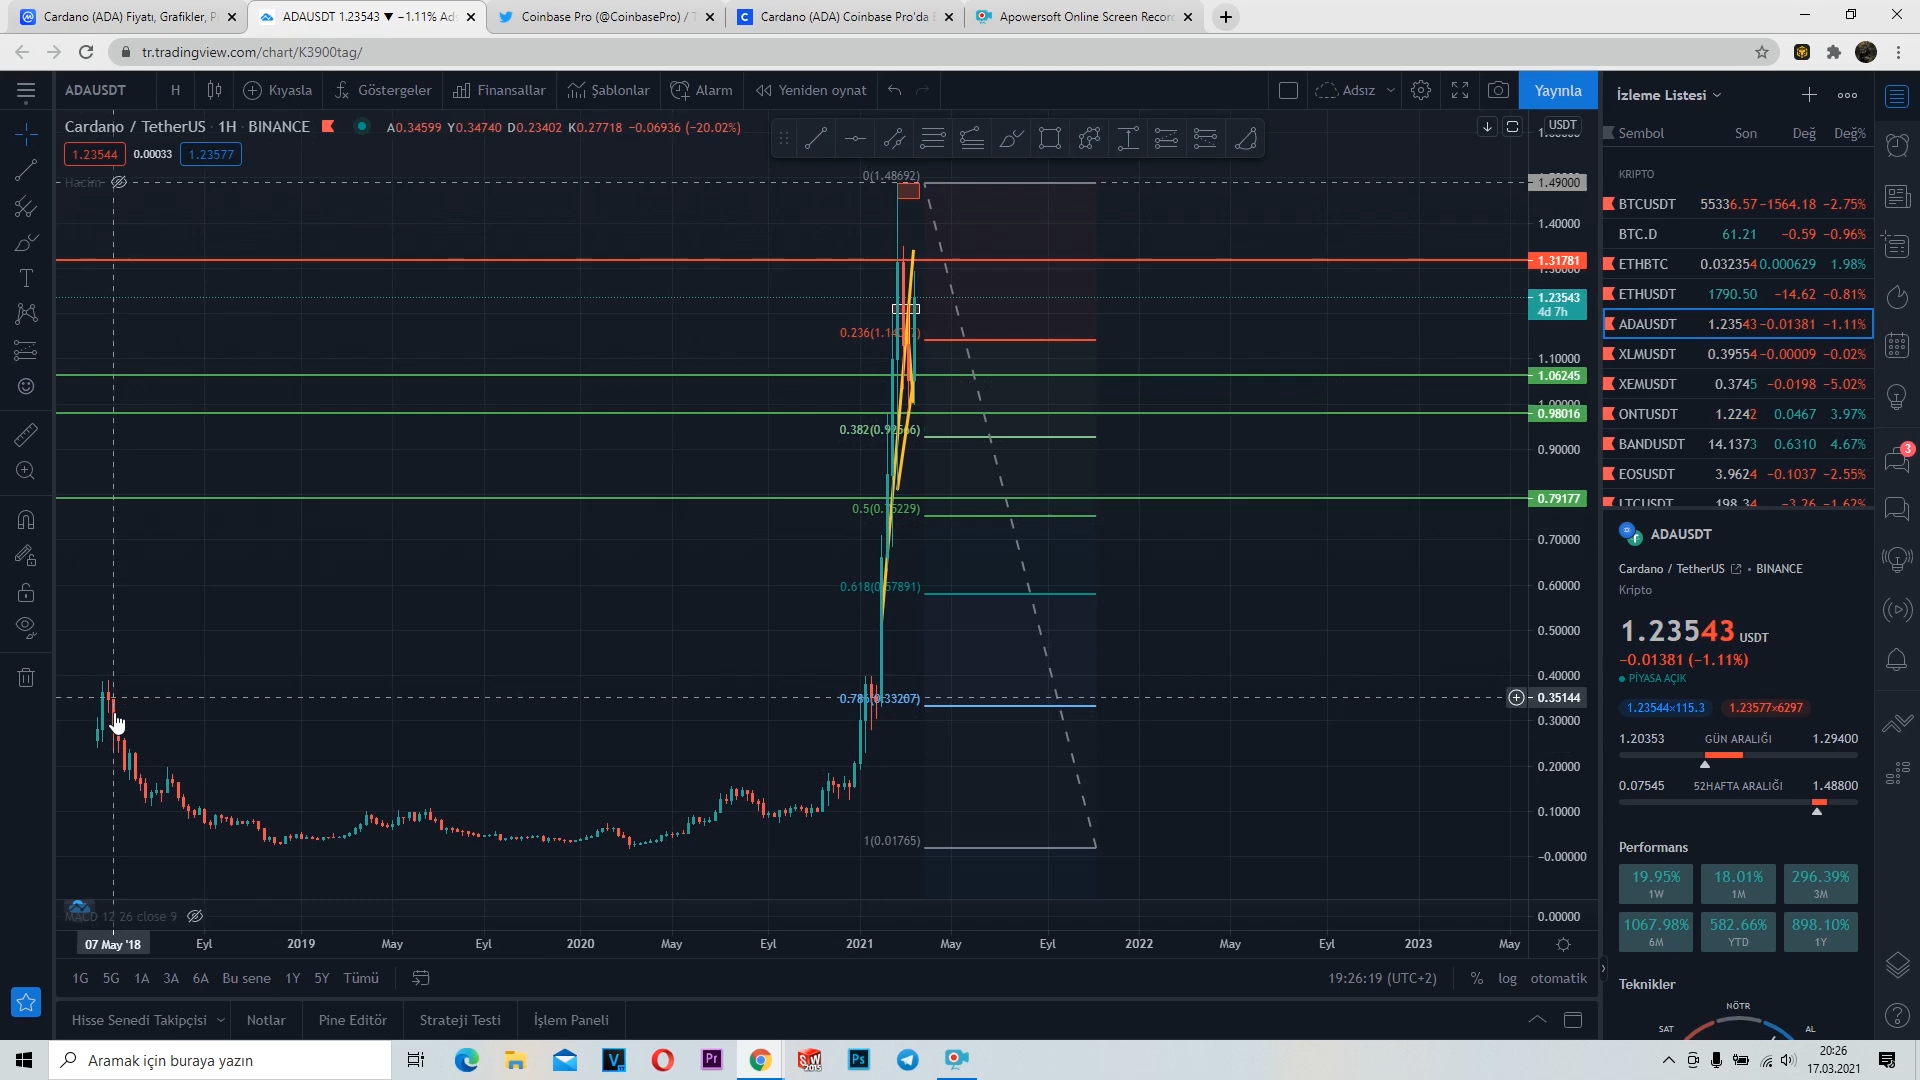 Cardano (ADA) Fiyatı, Grafikler, P
ADAUSDT 1.23543 ▼ −1.11% Ad
Coinbase Pro (@CoinbasePro) / T
Cardano (ADA) Coinbase Pro'da
Apowersoft Online Screen Recor
tr.tradingview.com/chart/K3900tag/
ADAUSDT H Kıyasla Göstergeler Finansallar Şablonlar Alarm Yeniden oynat Adsız Yayınla
Cardano / TetherUS · 1H · BINANCE A0.34599 Y0.34740 D0.23402 K0.27718 −0.06936 (−20.02%)
1.23544 0.00033 1.23577
Hacim
USDT
0(1.48692)
0.236(1.14
0.382(0.92
0.5(0.
0.618(0.57891)
0.786(0.33207)
1(0.01765)
1.49000
1.40000
1.31781
1.23543
4d 7h
1.10000
1.06245
1.00000
0.98016
0.90000
0.79177
0.70000
0.60000
0.50000
0.40000
0.35144
0.30000
0.20000
0.10000
−0.00000
0.00000
MACD 12 26 close 9
07 May '18 Eyl 2019 May Eyl 2020 May Eyl 2021 May Eyl 2022 May Eyl 2023 May
1G 5G 1A 3A 6A Bu sene 1Y 5Y Tümü 19:26:19 (UTC+2) % log otomatik
Hisse Senedi Takipçisi Notlar Pine Editör Strateji Testi İşlem Paneli
İzleme Listesi
Sembol Son Değ Değ%
KRIPTO
BTCUSDT 55336.57 −1564.18 −2.75%
BTC.D 61.21 −0.59 −0.96%
ETHBTC 0.032354 0.000629 1.98%
ETHUSDT 1790.50 −14.62 −0.81%
ADAUSDT 1.23543 −0.01381 −1.11%
XLMUSDT 0.39554 −0.00009 −0.02%
XEMUSDT 0.3745 −0.0198 −5.02%
ONTUSDT 1.2242 0.0467 3.97%
BANDUSDT 14.1373 0.6310 4.67%
EOSUSDT 3.9624 −0.1037 −2.55%
LTCUSDT 198.34 −3.26 −1.62%
3
ADAUSDT
Cardano / TetherUS • BINANCE
Kripto
1.23543 USDT
−0.01381 (−1.11%)
PİYASA AÇIK
1.23544×115.3 1.23577×6297
1.20353 GÜN ARALIĞI 1.29400
0.07545 52HAFTA ARALIĞI 1.48800
Performans
19.95% 18.01% 296.39%
1W 1M 3M
1067.98% 582.66% 898.10%
6M YTD 1Y
Teknikler
NÖTR
SAT AL
Aramak için buraya yazın
20:26
17.03.2021